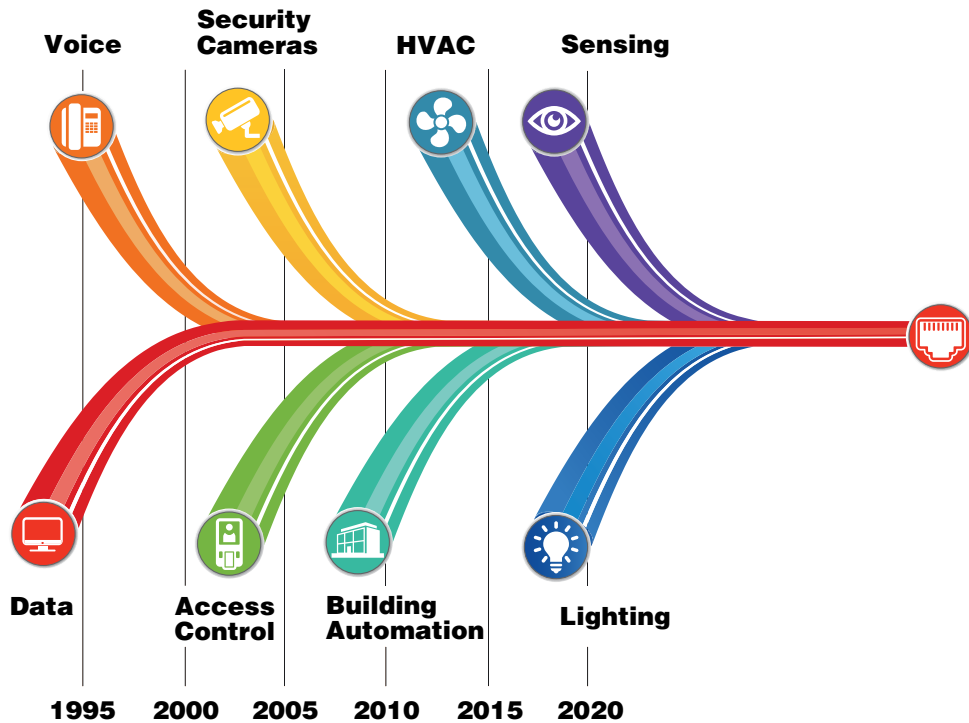 Voice
Security
Cameras
HVAC
Sensing
Data
Access
Control
Building
Automation
Lighting
1995 2000 2005 2010 2015 2020